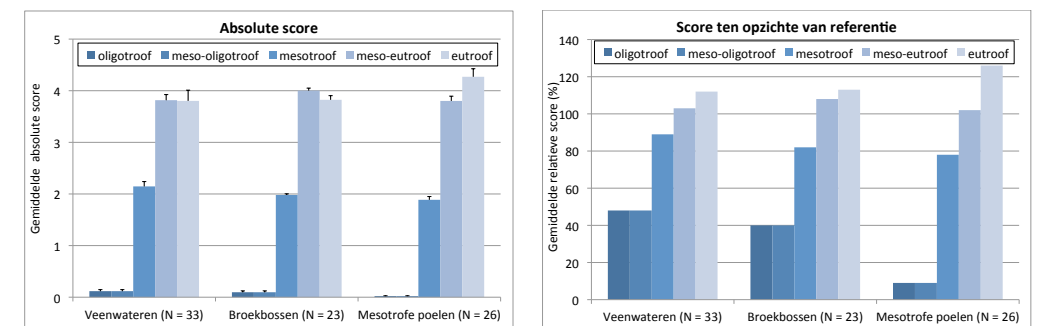 Absolute score
5
4
3
2
1
0
Gemiddelde absolute score
oligotroof meso-oligotroof mesotroof meso-eutroof eutroof
Veenwateren (N = 33) Broekbossen (N = 23) Mesotrofe poelen (N = 26)
Score ten opzichte van referentie
140
120
100
80
60
40
20
0
Gemiddelde relatieve score (%)
oligotroof meso-oligotroof mesotroof meso-eutroof eutroof
Veenwateren (N = 33) Broekbossen (N = 23) Mesotrofe poelen (N = 26)